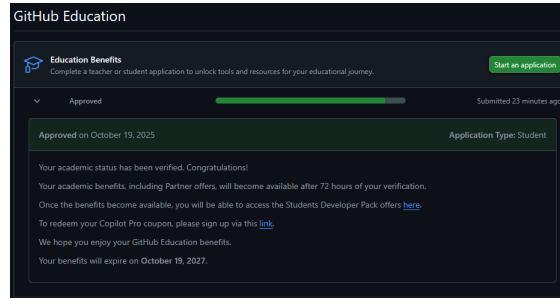 GitHub Education
Education Benefits
Complete a teacher or student application to unlock tools and resources for your educational journey.
Start an application
Approved
Submitted 23 minutes ago
Approved on October 19, 2025
Application Type: Student
Your academic status has been verified. Congratulations!
Your academic benefits, including Partner offers, will become available after 72 hours of your verification.
Once the benefits become available, you will be able to access the Students Developer Pack offers here.
To redeem your Copilot Pro coupon, please sign up via this link.
We hope you enjoy your GitHub Education benefits.
Your benefits will expire on October 19, 2027.